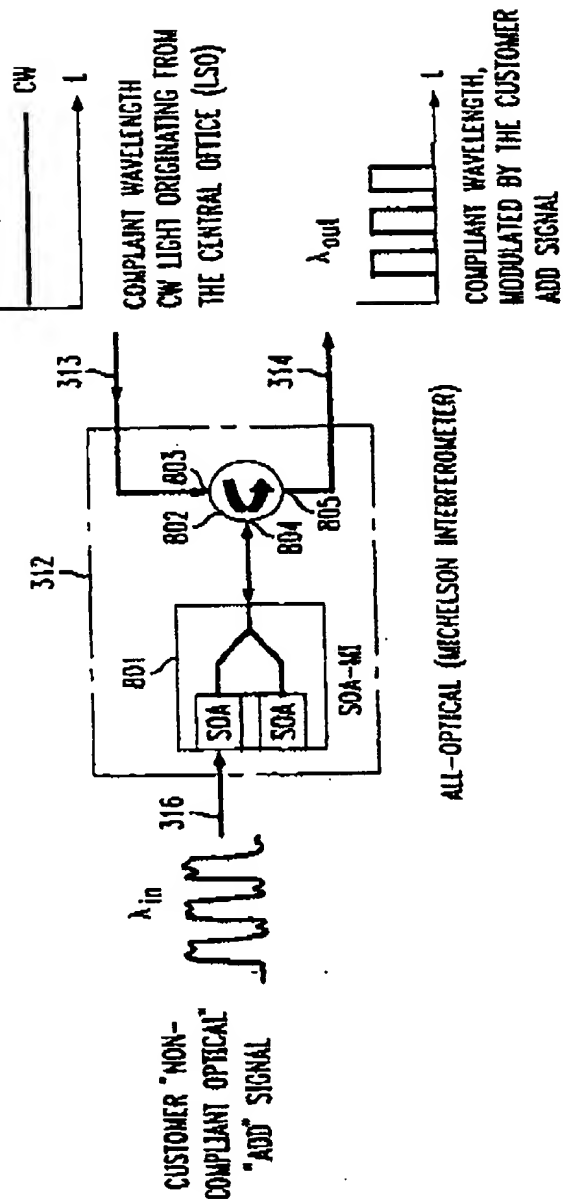 CW
t
COMPLAINT WAVELENGTH
CW LIGHT ORIGINATING FROM
THE CENTRAL OFFICE (LSO)
λout
t
COMPLIANT WAVELENGTH,
MODULATED BY THE CUSTOMER
ADD SIGNAL
313
314
312
802
803
804
805
801
SOA
SOA
SOA-MI
316
λin
CUSTOMER "NON-
COMPLIANT OPTICAL"
"ADD" SIGNAL
ALL-OPTICAL (MICHELSON INTERFEROMETER)